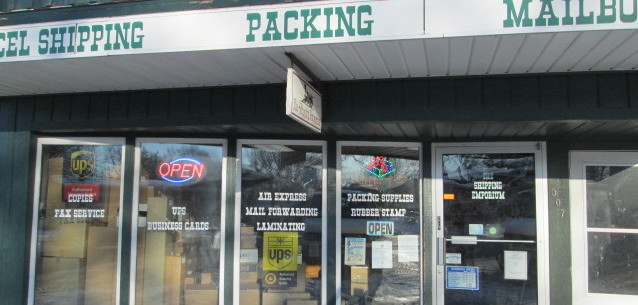 CEL SHIPPING PACKING MAILBO
ups
COPIES
FAX SERVICE
OPEN
UPS
BUSINESS CARDS
AIR EXPRESS
MAIL FORWARDING
LAMINATING
ups
PACKING SUPPLIES
RUBBER STAMP
OPEN
SHIPPING
EMPORIUM
507